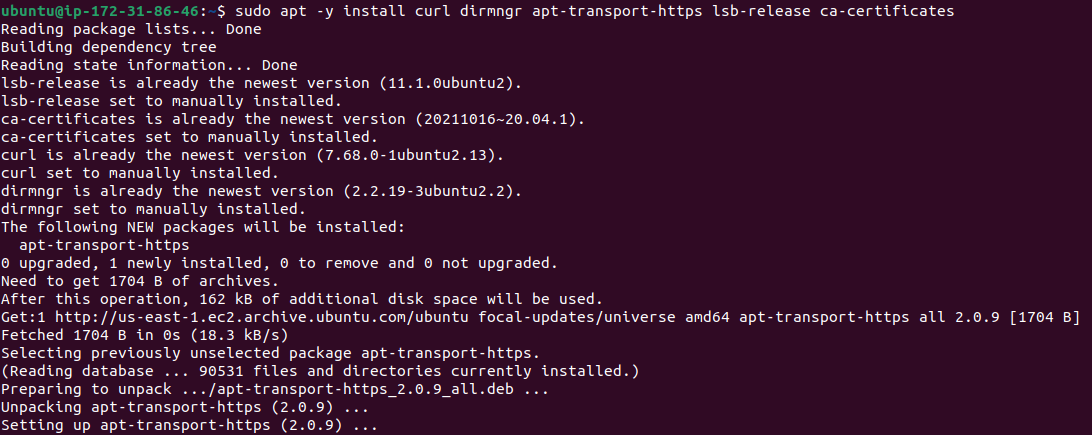 ubuntu@ip-172-31-86-46:~$ sudo apt -y install curl dirmngr apt-transport-https lsb-release ca-certificates
Reading package lists... Done
Building dependency tree
Reading state information... Done
lsb-release is already the newest version (11.1.0ubuntu2).
lsb-release set to manually installed.
ca-certificates is already the newest version (20211016~20.04.1).
ca-certificates set to manually installed.
curl is already the newest version (7.68.0-1ubuntu2.13).
curl set to manually installed.
dirmngr is already the newest version (2.2.19-3ubuntu2.2).
dirmngr set to manually installed.
The following NEW packages will be installed:
  apt-transport-https
0 upgraded, 1 newly installed, 0 to remove and 0 not upgraded.
Need to get 1704 B of archives.
After this operation, 162 kB of additional disk space will be used.
Get:1 http://us-east-1.ec2.archive.ubuntu.com/ubuntu focal-updates/universe amd64 apt-transport-https all 2.0.9 [1704 B]
Fetched 1704 B in 0s (18.3 kB/s)
Selecting previously unselected package apt-transport-https.
(Reading database ... 90531 files and directories currently installed.)
Preparing to unpack .../apt-transport-https_2.0.9_all.deb ...
Unpacking apt-transport-https (2.0.9) ...
Setting up apt-transport-https (2.0.9) ...